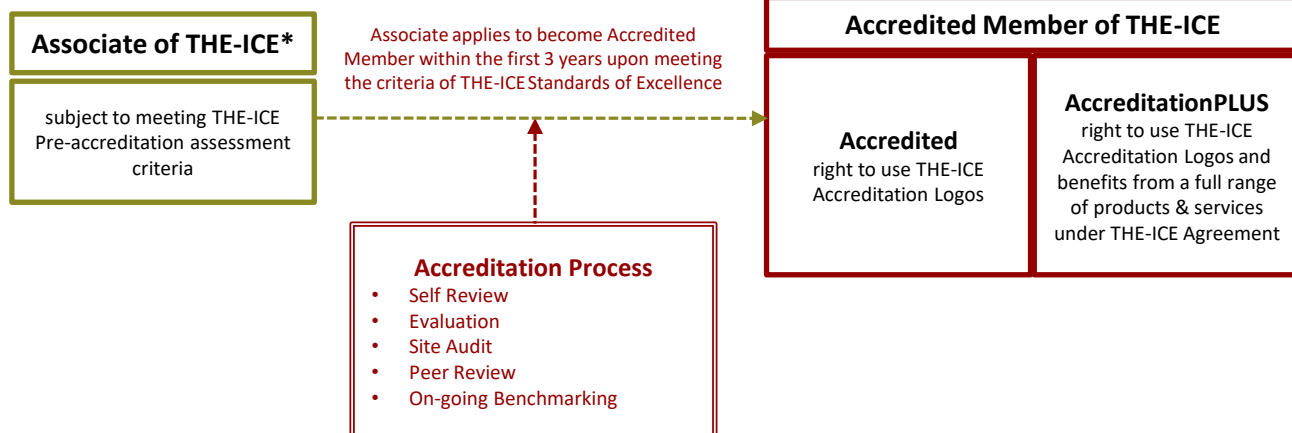 Associate of THE-ICE*
subject to meeting THE-ICE
Pre-accreditation assessment
criteria
Associate applies to become Accredited
Member within the first 3 years upon meeting
the criteria of THE-ICE Standards of Excellence
Accreditation Process
• Self Review
• Evaluation
• Site Audit
• Peer Review
• On-going Benchmarking
Accredited Member of THE-ICE
Accredited
right to use THE-ICE
Accreditation Logos
AccreditationPLUS
right to use THE-ICE
Accreditation Logos and
benefits from a full range
of products & services
under THE-ICE Agreement